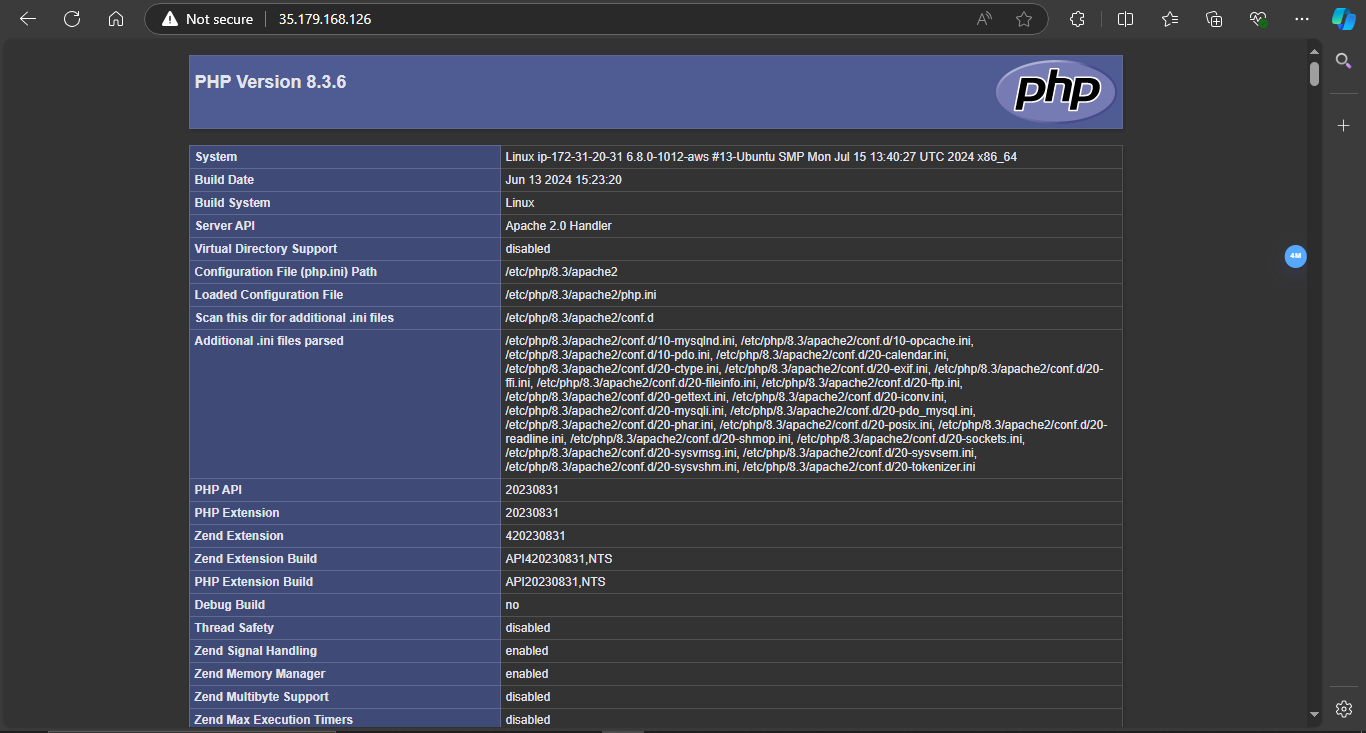 Not secure 35.179.168.126
PHP Version 8.3.6
php
System Linux ip-172-31-20-31 6.8.0-1012-aws #13-Ubuntu SMP Mon Jul 15 13:40:27 UTC 2024 x86_64
Build Date Jun 13 2024 15:23:20
Build System Linux
Server API Apache 2.0 Handler
Virtual Directory Support disabled
Configuration File (php.ini) Path /etc/php/8.3/apache2
Loaded Configuration File /etc/php/8.3/apache2/php.ini
Scan this dir for additional .ini files /etc/php/8.3/apache2/conf.d
Additional .ini files parsed /etc/php/8.3/apache2/conf.d/10-mysqlnd.ini, /etc/php/8.3/apache2/conf.d/10-opcache.ini,
/etc/php/8.3/apache2/conf.d/10-pdo.ini, /etc/php/8.3/apache2/conf.d/20-calendar.ini,
/etc/php/8.3/apache2/conf.d/20-ctype.ini, /etc/php/8.3/apache2/conf.d/20-exif.ini, /etc/php/8.3/apache2/conf.d/20-
ffi.ini, /etc/php/8.3/apache2/conf.d/20-fileinfo.ini, /etc/php/8.3/apache2/conf.d/20-ftp.ini,
/etc/php/8.3/apache2/conf.d/20-gettext.ini, /etc/php/8.3/apache2/conf.d/20-iconv.ini,
/etc/php/8.3/apache2/conf.d/20-mysqli.ini, /etc/php/8.3/apache2/conf.d/20-pdo_mysql.ini,
/etc/php/8.3/apache2/conf.d/20-phar.ini, /etc/php/8.3/apache2/conf.d/20-posix.ini, /etc/php/8.3/apache2/conf.d/20-
readline.ini, /etc/php/8.3/apache2/conf.d/20-shmop.ini, /etc/php/8.3/apache2/conf.d/20-sockets.ini,
/etc/php/8.3/apache2/conf.d/20-sysvmsg.ini, /etc/php/8.3/apache2/conf.d/20-sysvsem.ini,
/etc/php/8.3/apache2/conf.d/20-sysvshm.ini, /etc/php/8.3/apache2/conf.d/20-tokenizer.ini
PHP API 20230831
PHP Extension 20230831
Zend Extension 420230831
Zend Extension Build API420230831,NTS
PHP Extension Build API20230831,NTS
Debug Build no
Thread Safety disabled
Zend Signal Handling enabled
Zend Memory Manager enabled
Zend Multibyte Support disabled
Zend Max Execution Timers disabled
4M